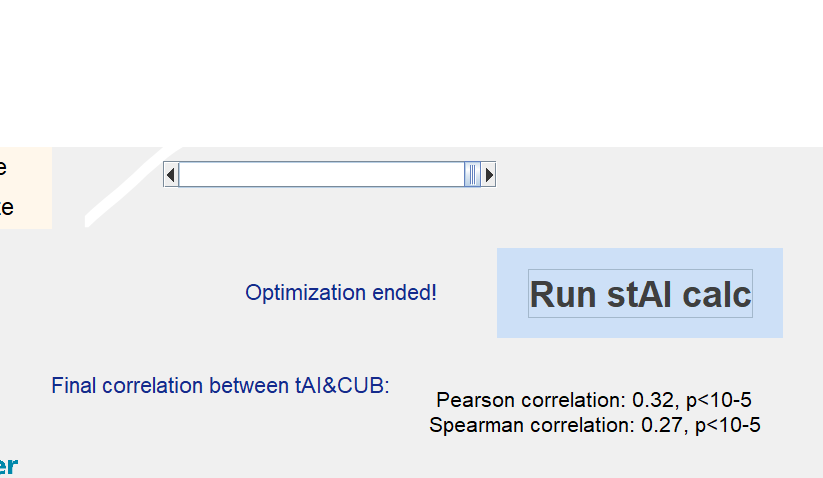 e
te
Optimization ended!
Run stAI calc
Final correlation between tAI&CUB:
Pearson correlation: 0.32, p<10-5
Spearman correlation: 0.27, p<10-5
er